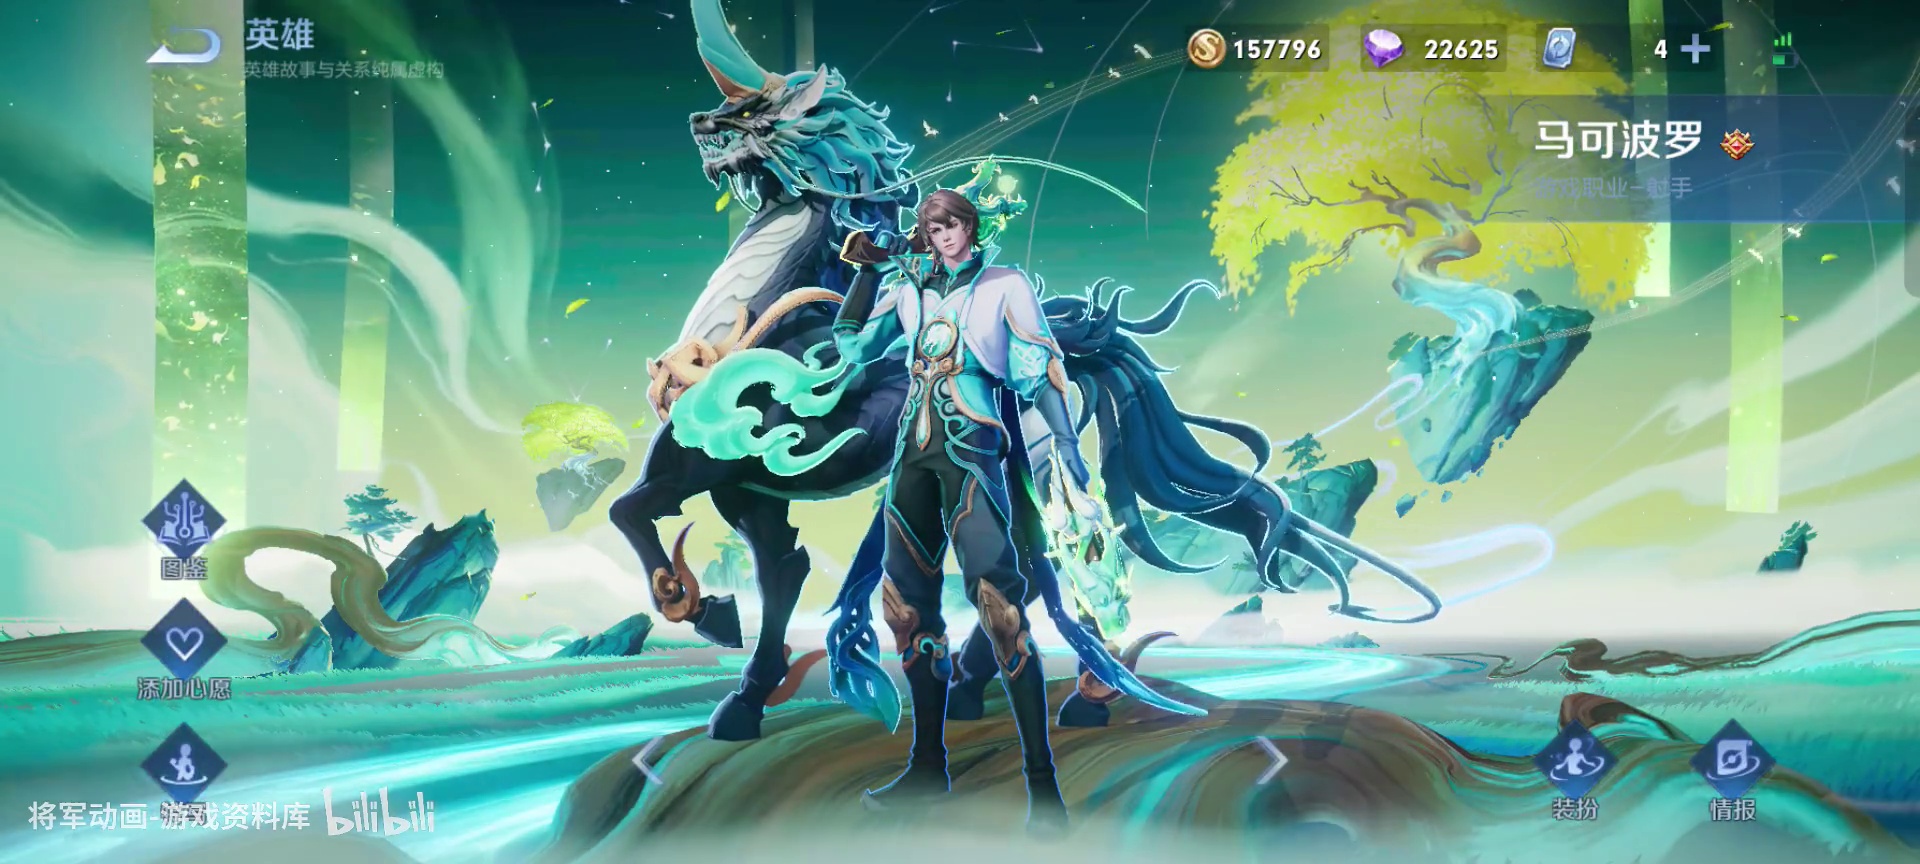 英雄
英雄故事与关系纯属虚构
157796
22625
4
马可波罗
游戏职业-射手
图鉴
添加心愿
装扮
情报
将军动画-游戏资料库 bilibili